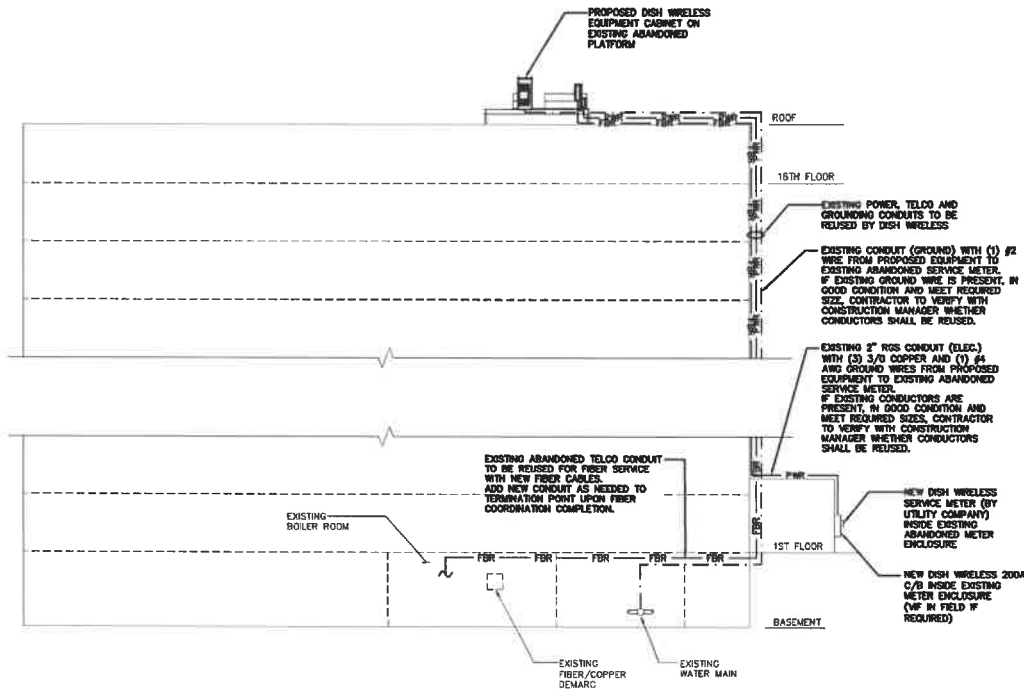 PROPOSED DISH WIRELESS
EQUIPMENT CABINET ON
EXISTING ABANDONED
PLATFORM
ROOF
FBR
FBR
FBR
PWR
16TH FLOOR
EXISTING POWER, TELCO AND
GROUNDING CONDUITS TO BE
REUSED BY DISH WIRELESS
PWR
EXISTING CONDUIT (GROUND) WITH (1) #2
WIRE FROM PROPOSED EQUIPMENT TO
EXISTING ABANDONED SERVICE METER.
IF EXISTING GROUND WIRE IS PRESENT, IN
GOOD CONDITION AND MEET REQUIRED
SIZE, CONTRACTOR TO VERIFY WITH
CONSTRUCTION MANAGER WHETHER
CONDUCTORS SHALL BE REUSED.
PWR
PWR
EXISTING 2" RGS CONDUIT (ELEC.)
WITH (3) 3/0 COPPER AND (1) #4
AWG GROUND WIRES FROM PROPOSED
EQUIPMENT TO EXISTING ABANDONED
SERVICE METER.
IF EXISTING CONDUCTORS ARE
PRESENT, IN GOOD CONDITION AND
MEET REQUIRED SIZES, CONTRACTOR
TO VERIFY WITH CONSTRUCTION
MANAGER WHETHER CONDUCTORS
SHALL BE REUSED.
EXISTING ABANDONED TELCO CONDUIT
TO BE REUSED FOR FIBER SERVICE
WITH NEW FIBER CABLES.
ADD NEW CONDUIT AS NEEDED TO
TERMINATION POINT UPON FIBER
COORDINATION COMPLETION.
PWR
FBR
NEW DISH WIRELESS
SERVICE METER (BY
UTILITY COMPANY)
INSIDE EXISTING
ABANDONED METER
ENCLOSURE
EXISTING
BOILER ROOM
1ST FLOOR
FBR
FBR
FBR
FBR
NEW DISH WIRELESS 200A
C/B INSIDE EXISTING
METER ENCLOSURE
(VIF IN FIELD IF
REQUIRED)
BASEMENT
EXISTING
FIBER/COPPER
DEMARC
EXISTING
WATER MAIN